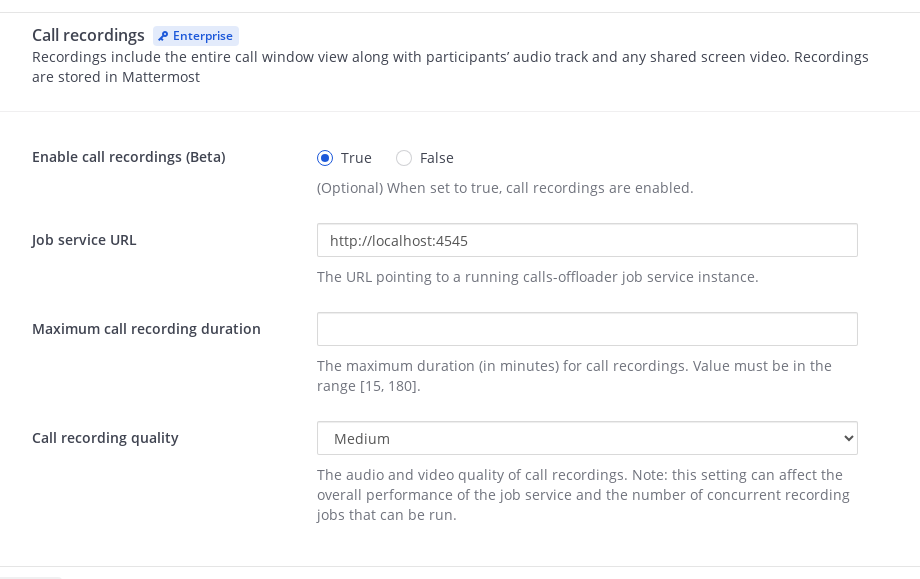 Call recordings Enterprise
Recordings include the entire call window view along with participants’ audio track and any shared screen video. Recordings
are stored in Mattermost
Enable call recordings (Beta)
True False
(Optional) When set to true, call recordings are enabled.
Job service URL
http://localhost:4545
The URL pointing to a running calls-offloader job service instance.
Maximum call recording duration
The maximum duration (in minutes) for call recordings. Value must be in the
range [15, 180].
Call recording quality
Medium
The audio and video quality of call recordings. Note: this setting can affect the
overall performance of the job service and the number of concurrent recording
jobs that can be run.